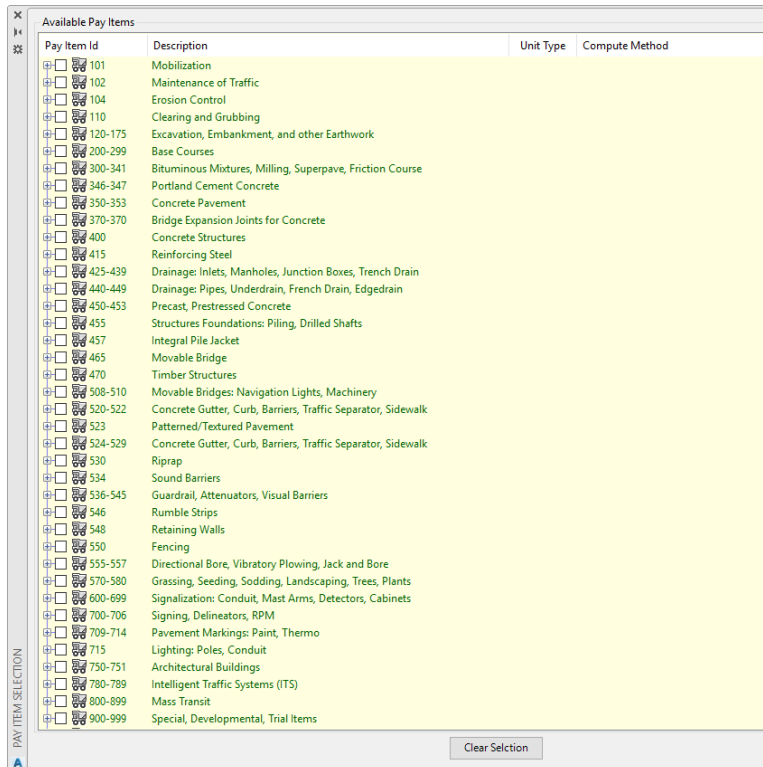 Available Pay Items
Pay Item Id Description Unit Type Compute Method
101 Mobilization
102 Maintenance of Traffic
104 Erosion Control
110 Clearing and Grubbing
120-175 Excavation, Embankment, and other Earthwork
200-299 Base Courses
300-341 Bituminous Mixtures, Milling, Superpave, Friction Course
346-347 Portland Cement Concrete
350-353 Concrete Pavement
370-370 Bridge Expansion Joints for Concrete
400 Concrete Structures
415 Reinforcing Steel
425-439 Drainage: Inlets, Manholes, Junction Boxes, Trench Drain
440-449 Drainage: Pipes, Underdrain, French Drain, Edgedrain
450-453 Precast, Prestressed Concrete
455 Structures Foundations: Piling, Drilled Shafts
457 Integral Pile Jacket
465 Movable Bridge
470 Timber Structures
508-510 Movable Bridges: Navigation Lights, Machinery
520-522 Concrete Gutter, Curb, Barriers, Traffic Separator, Sidewalk
523 Patterned/Textured Pavement
524-529 Concrete Gutter, Curb, Barriers, Traffic Separator, Sidewalk
530 Riprap
534 Sound Barriers
536-545 Guardrail, Attenuators, Visual Barriers
546 Rumble Strips
548 Retaining Walls
550 Fencing
555-557 Directional Bore, Vibratory Plowing, Jack and Bore
570-580 Grassing, Seeding, Sodding, Landscaping, Trees, Plants
600-699 Signalization: Conduit, Mast Arms, Detectors, Cabinets
700-706 Signing, Delineators, RPM
709-714 Pavement Markings: Paint, Thermo
715 Lighting: Poles, Conduit
750-751 Architectural Buildings
780-789 Intelligent Traffic Systems (ITS)
800-899 Mass Transit
900-999 Special, Developmental, Trial Items
Clear Selction
PAY ITEM SELECTION